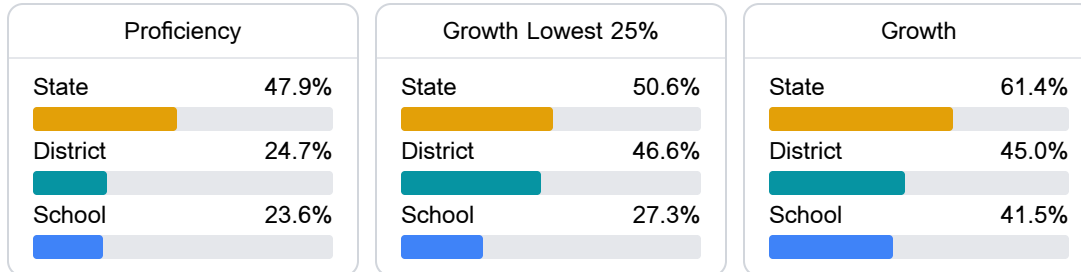 Proficiency
State 47.9%
District 24.7%
School 23.6%
Growth Lowest 25%
State 50.6%
District 46.6%
School 27.3%
Growth
State 61.4%
District 45.0%
School 41.5%